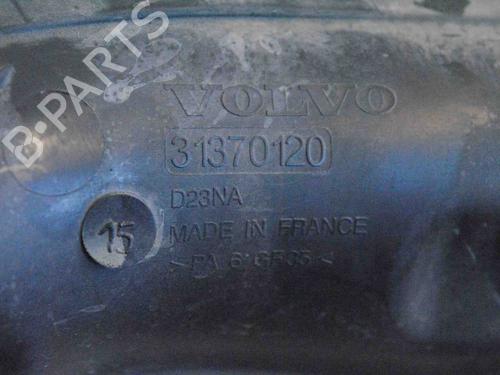 B-PARTS
VOLVO
31370120
D23NA
15 MADE IN FRANCE
>PA 6 GF35<